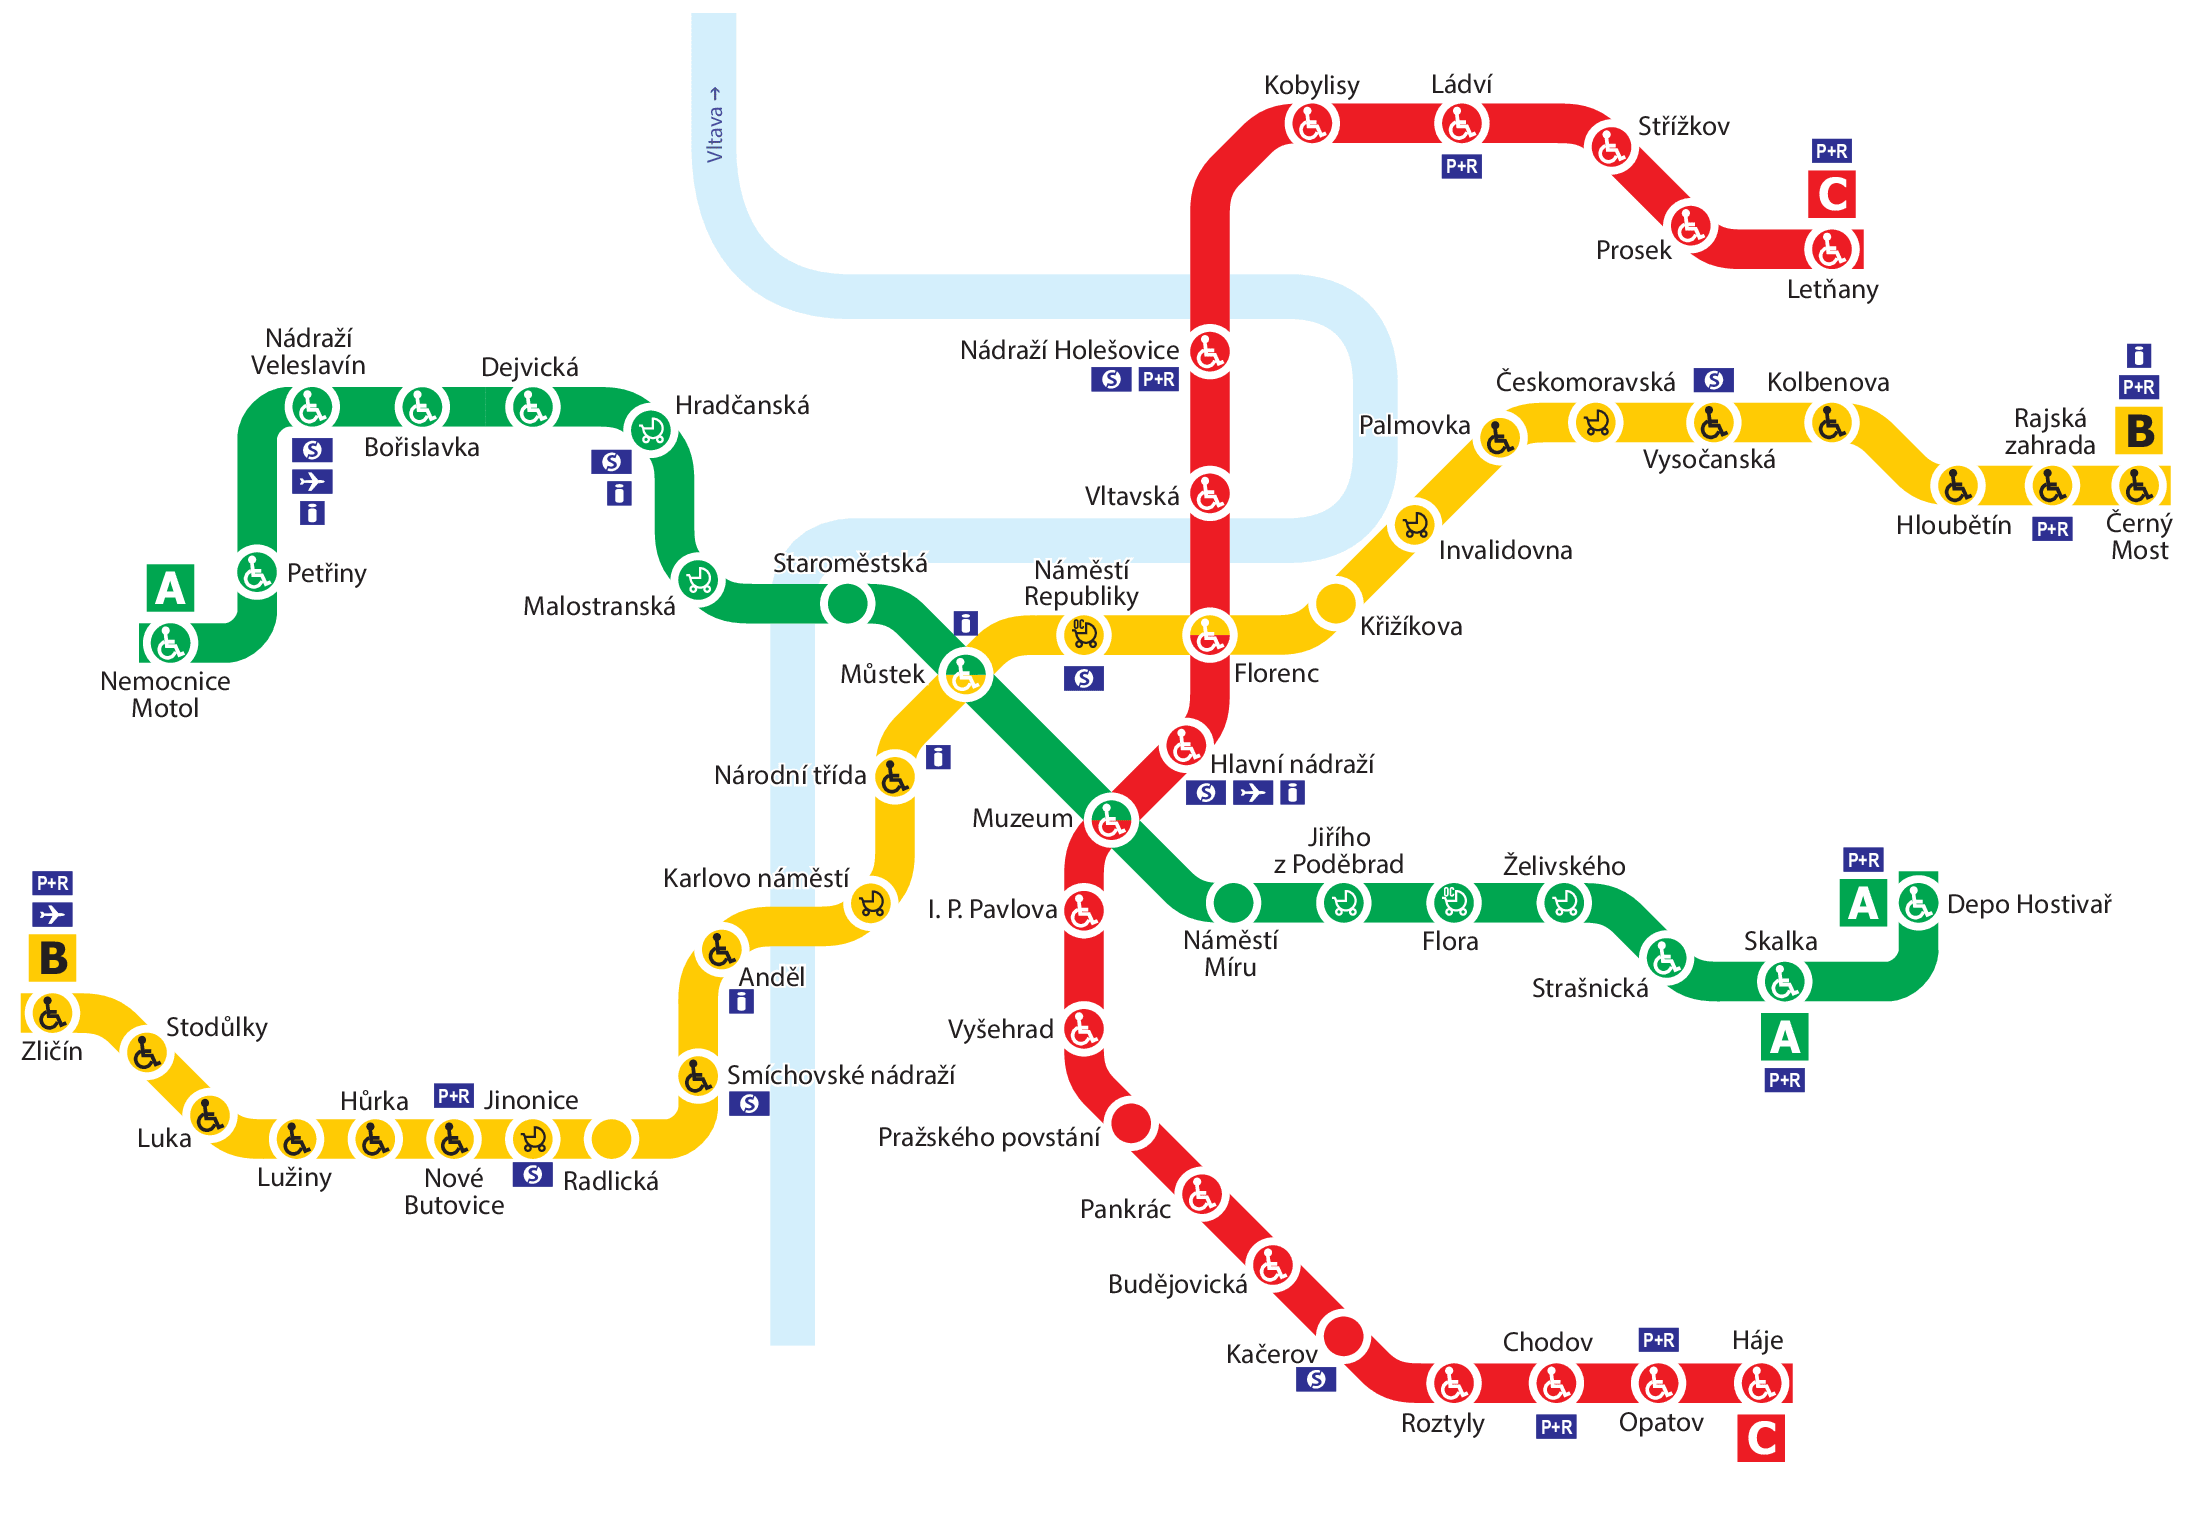 Vltava →
Kobylisy
Ládví
P+R
Střížkov
P+R
C
Prosek
Letňany
Nádraží
Veleslavín
S
i
Bořislavka
Dejvická
Hradčanská
S
i
Petřiny
A
Nemocnice
Motol
Malostranská
Staroměstská
Nádraží Holešovice
S P+R
Vltavská
Palmovka
Českomoravská
S
Vysočanská
Kolbenova
Hloubětín
Rajská
zahrada
P+R
i
P+R
B
Černý
Most
Invalidovna
Křižíkova
Náměstí
Republiky
OC
S
i
Můstek
Florenc
Národní třída
i
Hlavní nádraží
S i
Muzeum
Karlovo náměstí
I. P. Pavlova
Jiřího
z Poděbrad
Náměstí
Míru
OC
Flora
Želivského
Strašnická
Skalka
A
P+R
P+R
A
Depo Hostivař
P+R
B
Zličín
Stodůlky
Luka
Lužiny
Hůrka
P+R
Nové
Butovice
Jinonice
S
Radlická
Anděl
i
Smíchovské nádraží
S
Vyšehrad
Pražského povstání
Pankrác
Budějovická
Kačerov
S
Roztyly
Chodov
P+R
P+R
Opatov
Háje
C